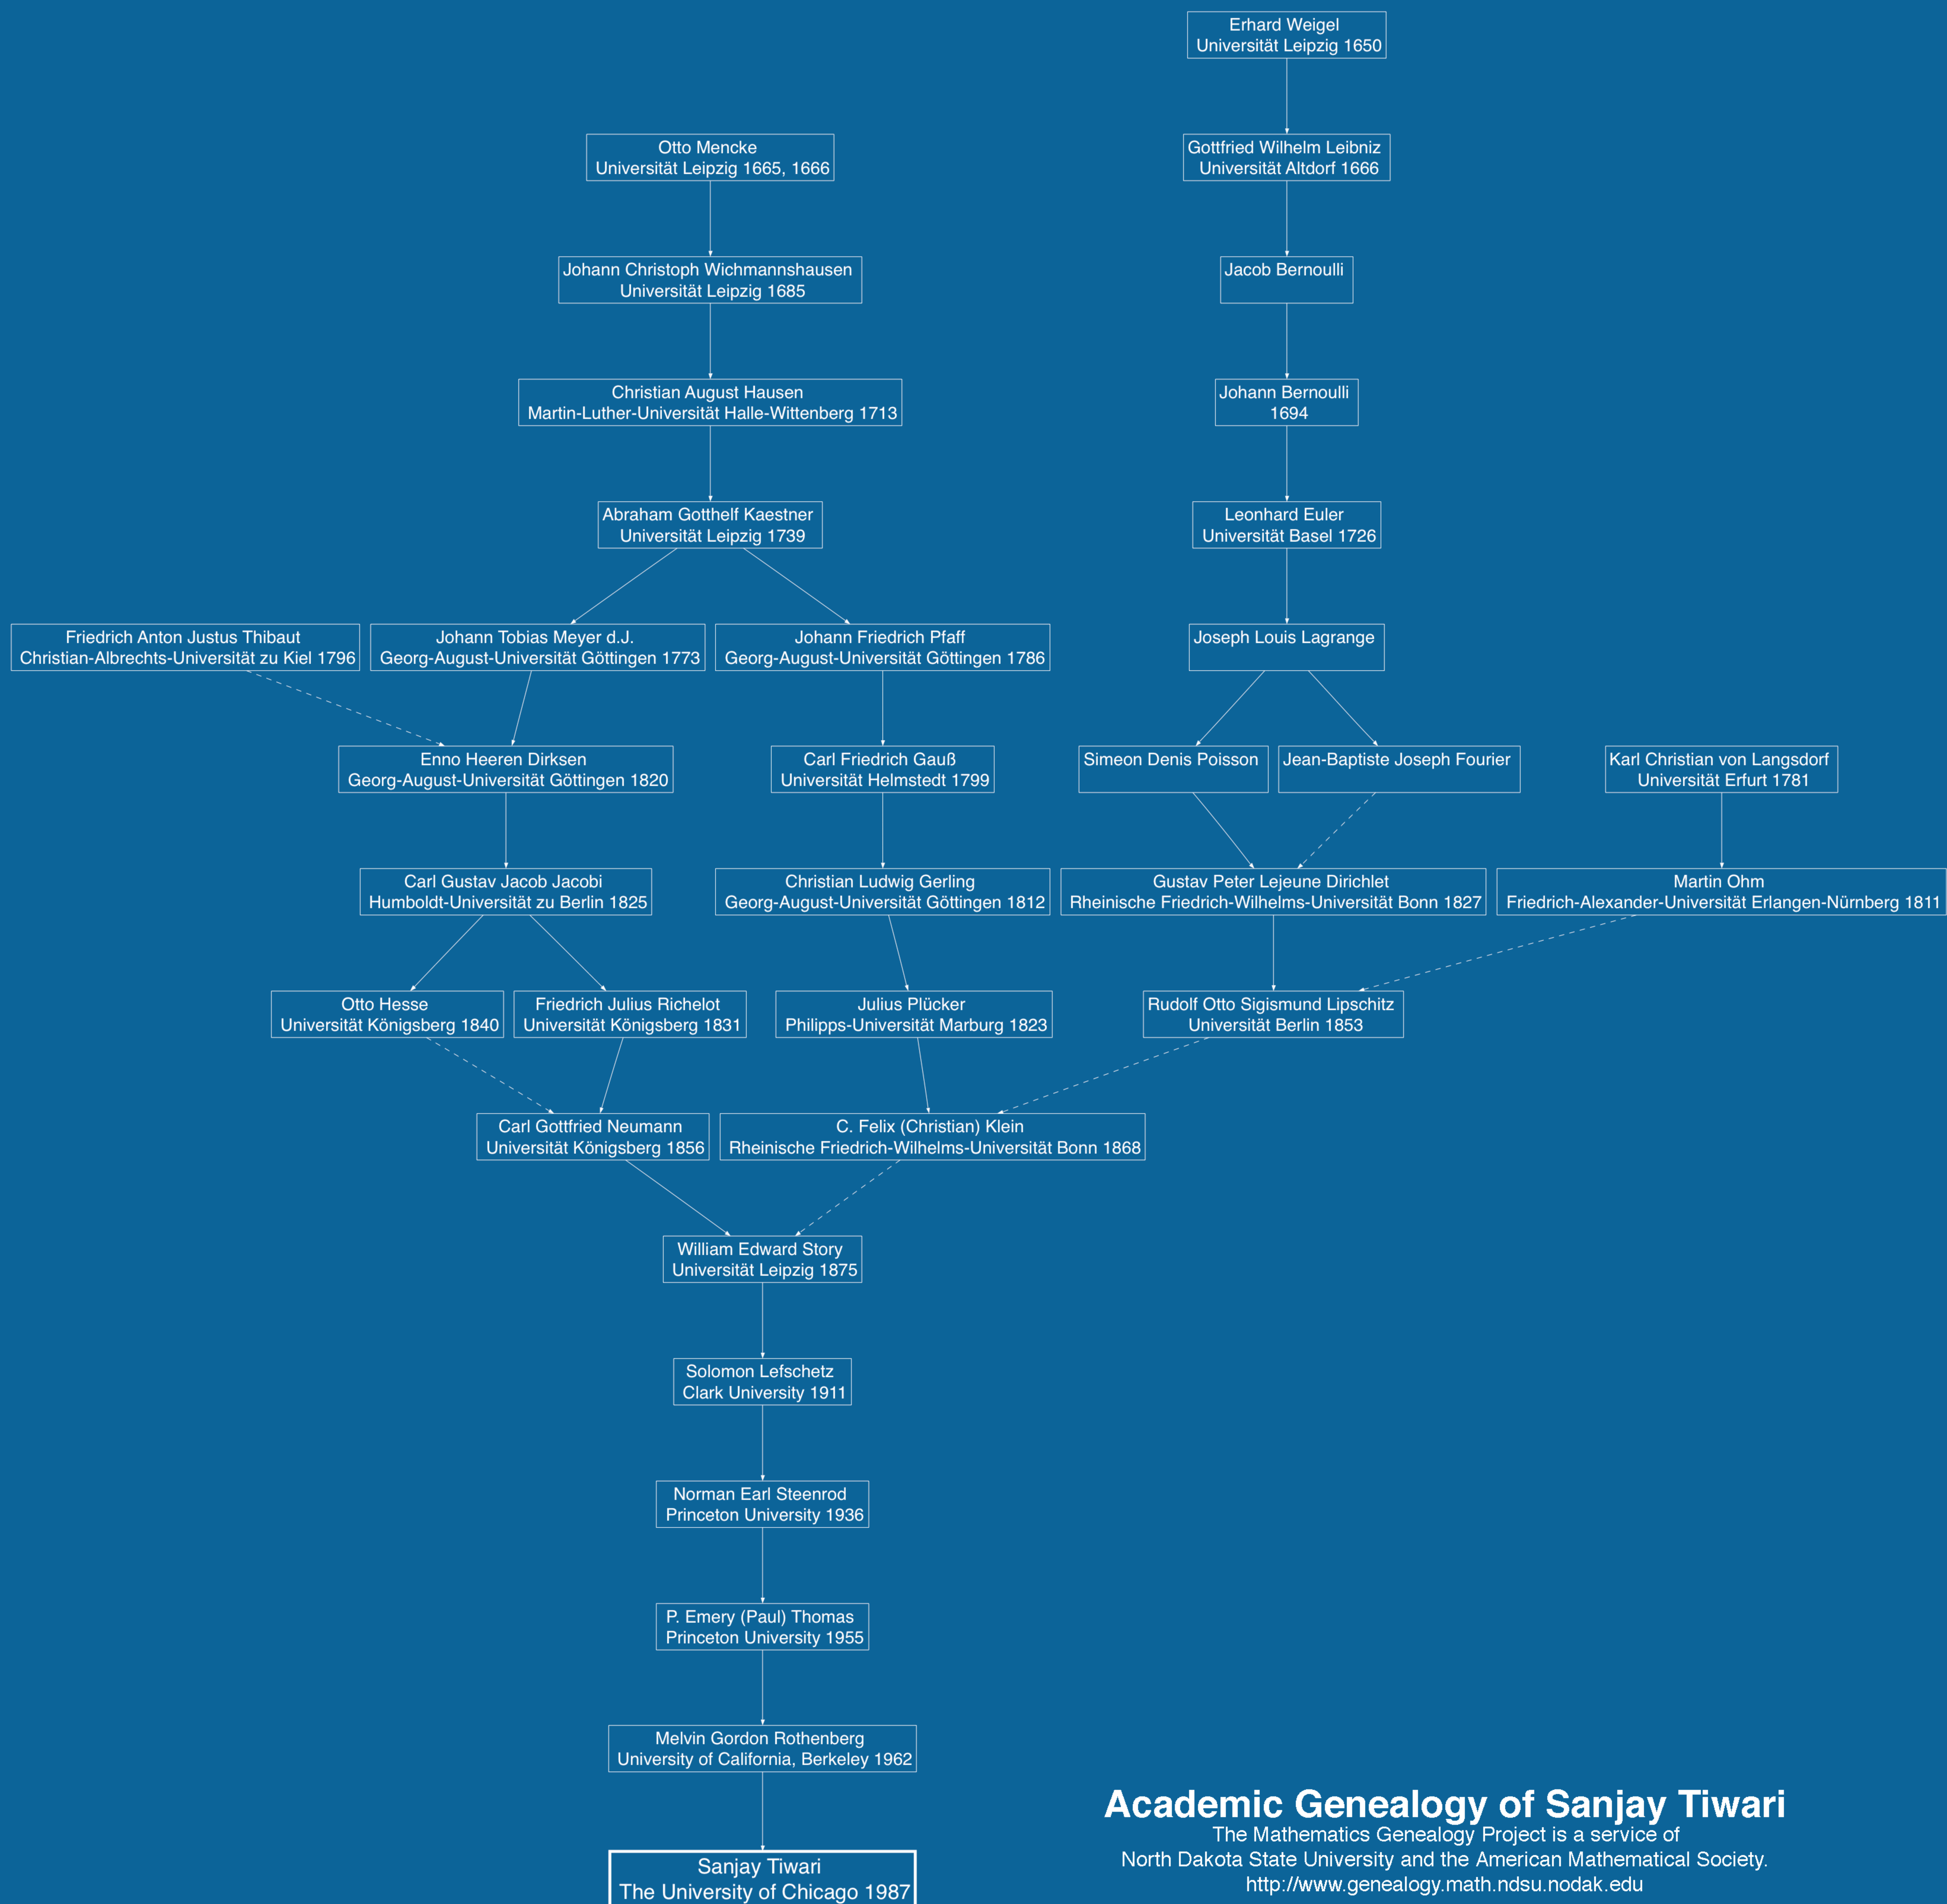 Erhard Weigel
Universität Leipzig 1650
Otto Mencke
Universität Leipzig 1665, 1666
Gottfried Wilhelm Leibniz
Universität Altdorf 1666
Johann Christoph Wichmannshausen
Universität Leipzig 1685
Jacob Bernoulli
Christian August Hausen
Martin-Luther-Universität Halle-Wittenberg 1713
Johann Bernoulli
1694
Abraham Gotthelf Kaestner
Universität Leipzig 1739
Leonhard Euler
Universität Basel 1726
Friedrich Anton Justus Thibaut
Christian-Albrechts-Universität zu Kiel 1796
Johann Tobias Meyer d.J.
Georg-August-Universität Göttingen 1773
Johann Friedrich Pfaff
Georg-August-Universität Göttingen 1786
Joseph Louis Lagrange
Enno Heeren Dirksen
Georg-August-Universität Göttingen 1820
Carl Friedrich Gauß
Universität Helmstedt 1799
Simeon Denis Poisson
Jean-Baptiste Joseph Fourier
Karl Christian von Langsdorf
Universität Erfurt 1781
Carl Gustav Jacob Jacobi
Humboldt-Universität zu Berlin 1825
Christian Ludwig Gerling
Georg-August-Universität Göttingen 1812
Gustav Peter Lejeune Dirichlet
Rheinische Friedrich-Wilhelms-Universität Bonn 1827
Martin Ohm
Friedrich-Alexander-Universität Erlangen-Nürnberg 1811
Otto Hesse
Universität Königsberg 1840
Friedrich Julius Richelot
Universität Königsberg 1831
Julius Plücker
Philipps-Universität Marburg 1823
Rudolf Otto Sigismund Lipschitz
Universität Berlin 1853
Carl Gottfried Neumann
Universität Königsberg 1856
C. Felix (Christian) Klein
Rheinische Friedrich-Wilhelms-Universität Bonn 1868
William Edward Story
Universität Leipzig 1875
Solomon Lefschetz
Clark University 1911
Norman Earl Steenrod
Princeton University 1936
P. Emery (Paul) Thomas
Princeton University 1955
Melvin Gordon Rothenberg
University of California, Berkeley 1962
Sanjay Tiwari
The University of Chicago 1987
Academic Genealogy of Sanjay Tiwari
The Mathematics Genealogy Project is a service of
North Dakota State University and the American Mathematical Society.
http://www.genealogy.math.ndsu.nodak.edu